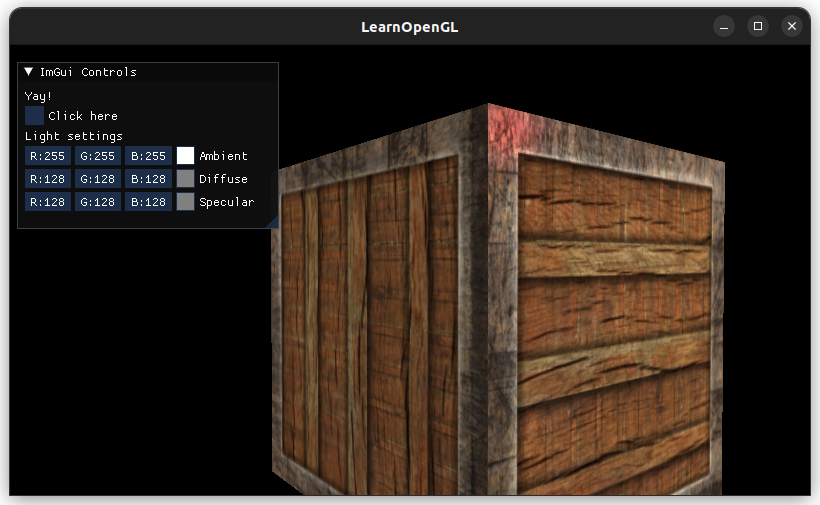 LearnOpenGL
ImGui Controls
Yay!
Click here
Light settings
R:255 G:255 B:255 Ambient
R:128 G:128 B:128 Diffuse
R:128 G:128 B:128 Specular